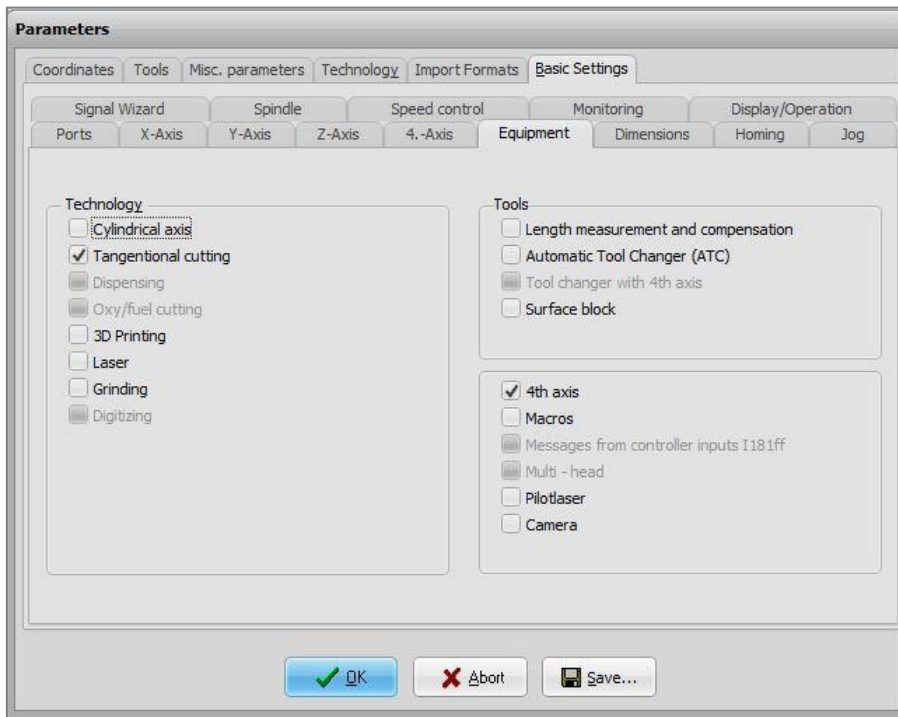 Parameters
Coordinates Tools Misc. parameters Technology Import Formats Basic Settings
Signal Wizard Spindle Speed control Monitoring Display/Operation
Ports X-Axis Y-Axis Z-Axis 4.-Axis Equipment Dimensions Homing Jog
Technology
Cylindrical axis
Tangentional cutting
Dispensing
Oxy/fuel cutting
3D Printing
Laser
Grinding
Digitizing
Tools
Length measurement and compensation
Automatic Tool Changer (ATC)
Tool changer with 4th axis
Surface block
4th axis
Macros
Messages from controller inputs I181ff
Multi - head
Pilotlaser
Camera
OK Abort Save...